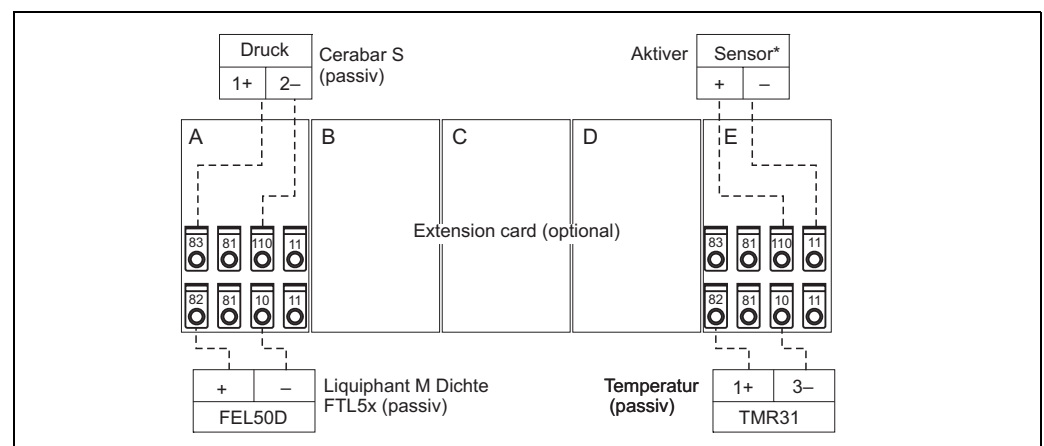 Druck
1+ 2–
Cerabar S
(passiv)
Aktiver
Sensor*
+ –
A B C D E
83 81 110 11
83 81 110 11
Extension card (optional)
82 81 10 11
82 81 10 11
+ –
FEL50D
Liquiphant M Dichte
FTL5x (passiv)
Temperatur
(passiv)
1+ 3–
TMR31